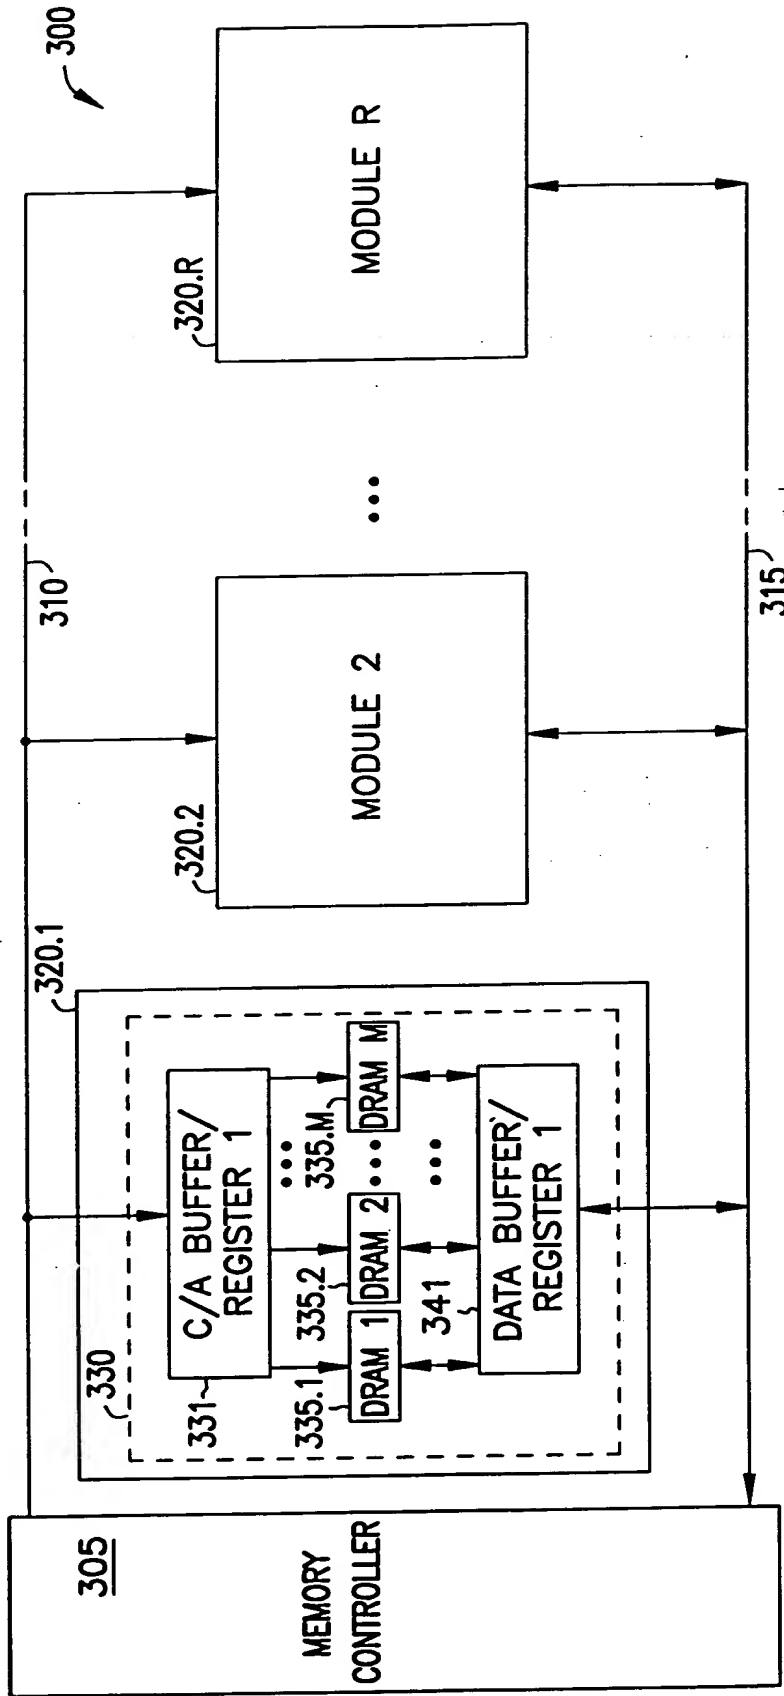 300
310
320.1
320.2
320.R
330
C/A BUFFER/
REGISTER 1
331
335.1
DRAM 1
335.2
DRAM 2
•••
335.M
DRAM M
•••
•••
341
DATA BUFFER/
REGISTER 1
MODULE 2
•••
MODULE R
305
MEMORY
CONTROLLER
315